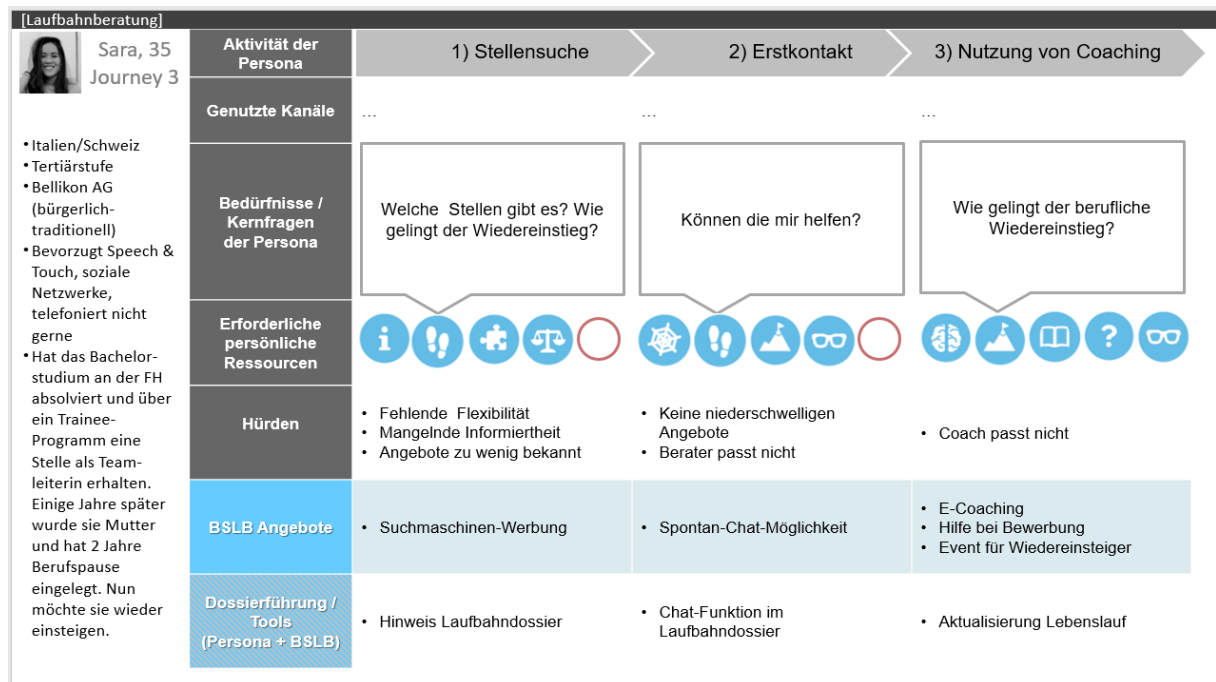 [Laufbahnberatung]
Sara, 35
Journey 3
• Italien/Schweiz
• Tertiärstufe
• Bellikon AG
(bürgerlich-
traditionell)
• Bevorzugt Speech &
Touch, soziale
Netzwerke,
telefoniert nicht
gerne
• Hat das Bachelor-
studium an der FH
absolviert und über
ein Trainee-
Programm eine
Stelle als Team-
leiterin erhalten.
Einige Jahre später
wurde sie Mutter
und hat 2 Jahre
Berufspause
eingelegt. Nun
möchte sie wieder
einsteigen.
Aktivität der
Persona
1) Stellensuche
2) Erstkontakt
3) Nutzung von Coaching
Genutzte Kanäle
...
...
...
Bedürfnisse /
Kernfragen
der Persona
Welche Stellen gibt es? Wie
gelingt der Wiedereinstieg?
Können die mir helfen?
Wie gelingt der berufliche
Wiedereinstieg?
Erforderliche
persönliche
Ressourcen
i
?
Hürden
• Fehlende Flexibilität
• Mangelnde Informiertheit
• Angebote zu wenig bekannt
• Keine niederschwelligen
Angebote
• Berater passt nicht
• Coach passt nicht
BSLB Angebote
• Suchmaschinen-Werbung
• Spontan-Chat-Möglichkeit
• E-Coaching
• Hilfe bei Bewerbung
• Event für Wiedereinsteiger
Dossierführung /
Tools
(Persona + BSLB)
• Hinweis Laufbahndossier
• Chat-Funktion im
Laufbahndossier
• Aktualisierung Lebenslauf